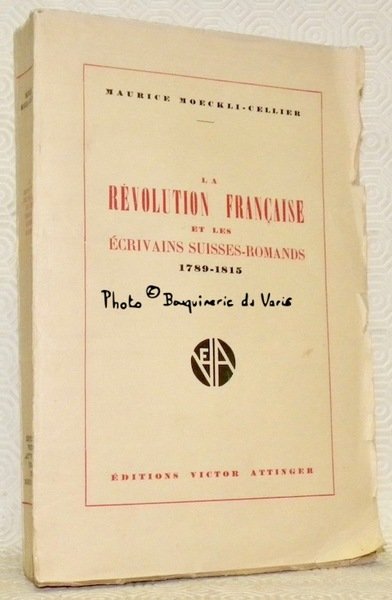 MAURICE MOECKLI-CELLIER
LA
RÉVOLUTION FRANÇAISE
ET LES
ÉCRIVAINS SUISSES-ROMANDS
1789-1815
Photo © Bouquinerie du Varis
EVA
ÉDITIONS VICTOR ATTINGER